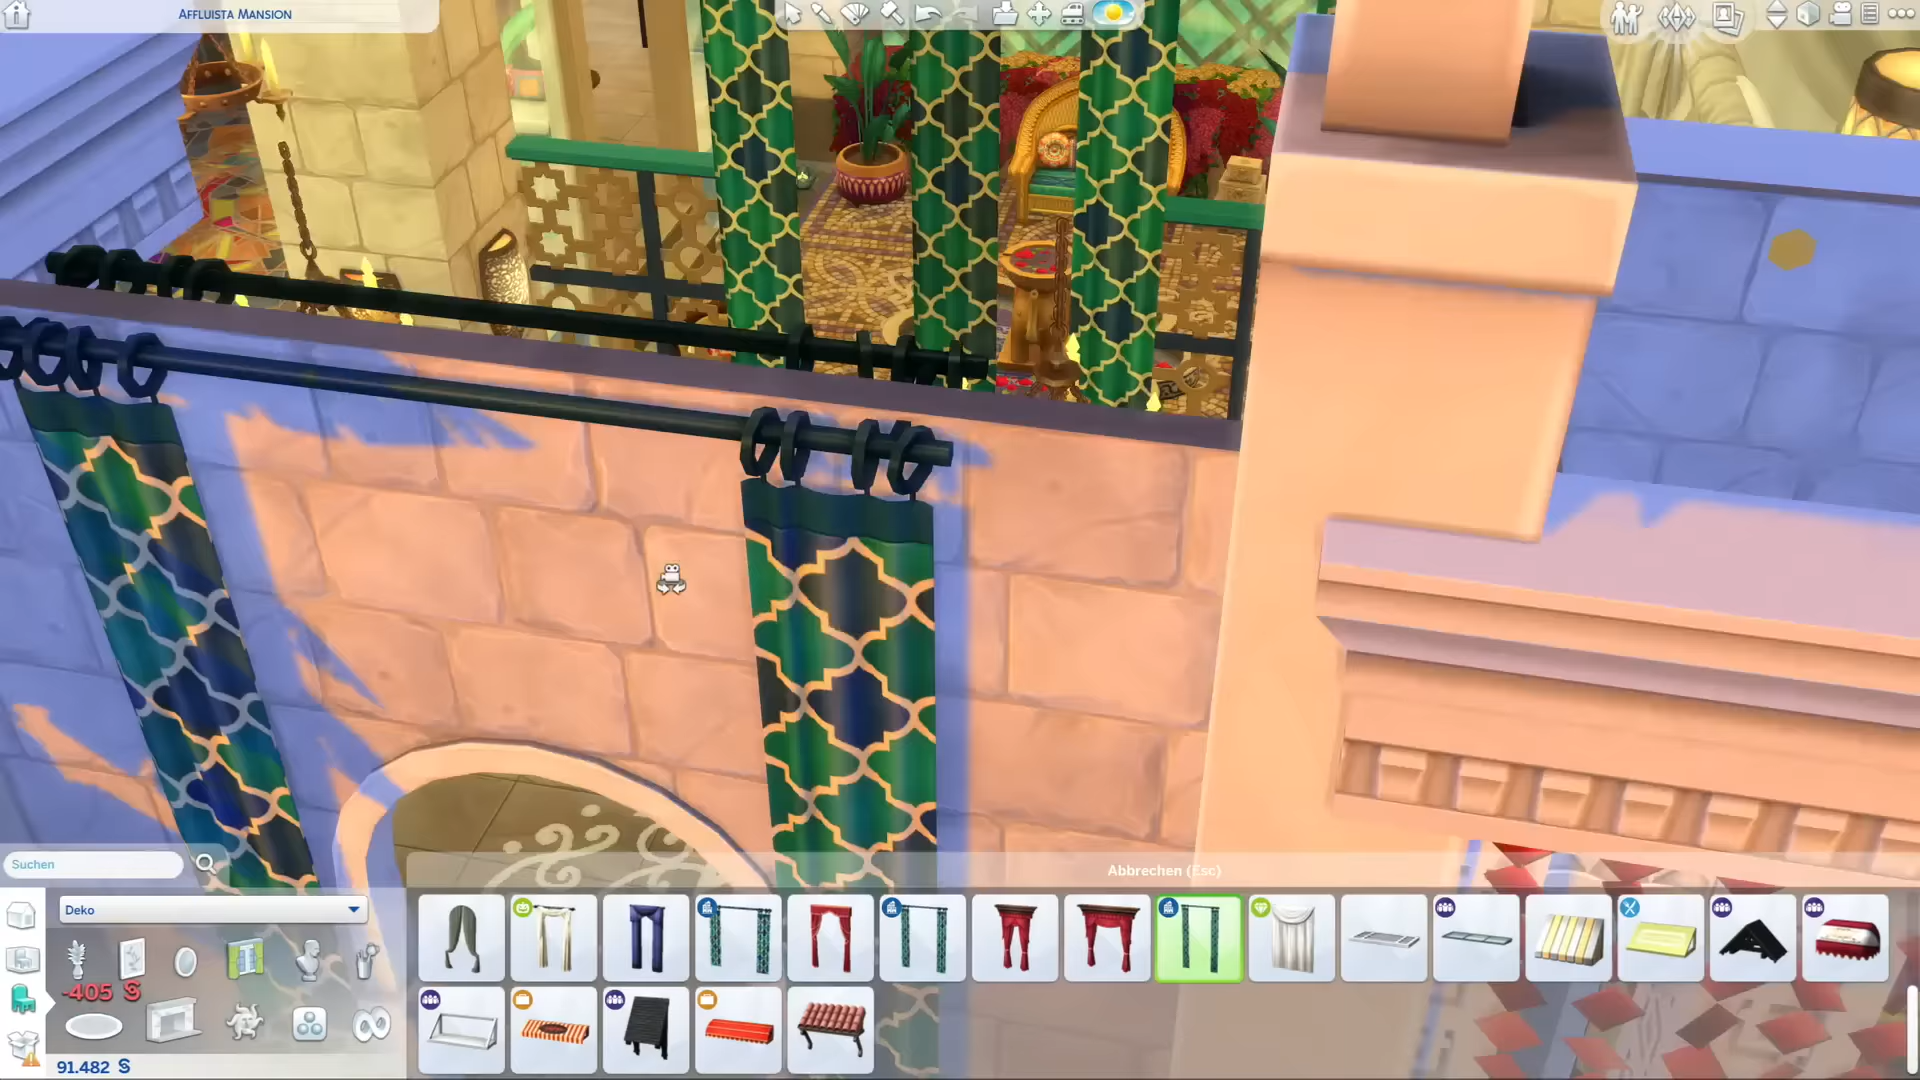 AFFLUISTA MANSION
Abbrechen (Esc)
Suchen
Deko
-405 S
91.482 S